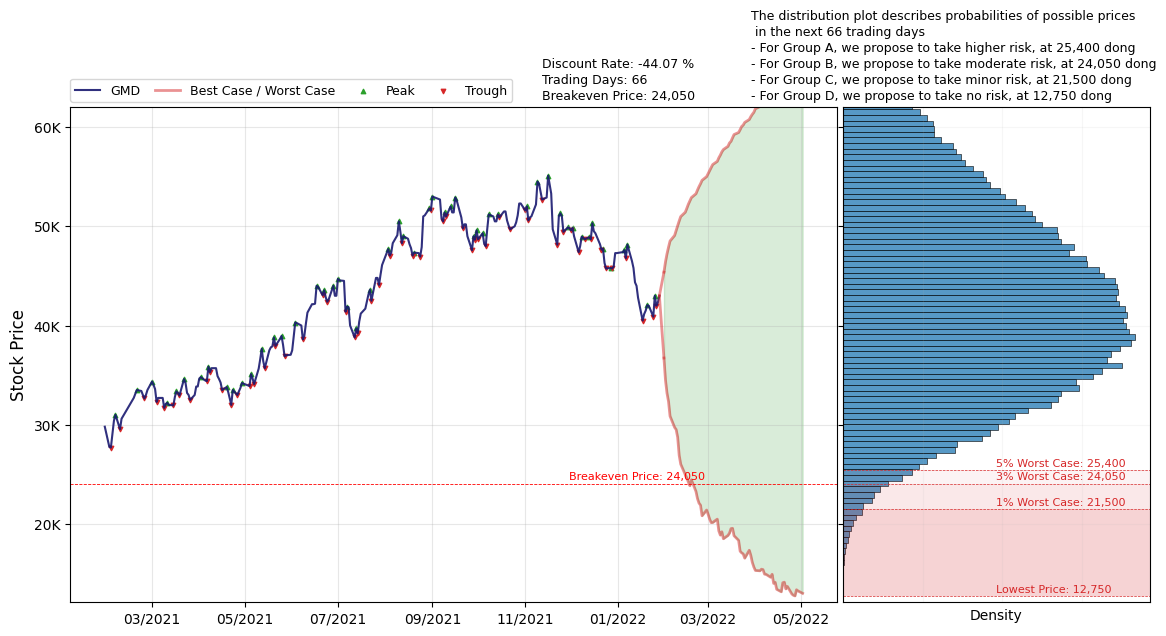 The distribution plot describes probabilities of possible prices
in the next 66 trading days
- For Group A, we propose to take higher risk, at 25,400 dong
- For Group B, we propose to take moderate risk, at 24,050 dong
- For Group C, we propose to take minor risk, at 21,500 dong
- For Group D, we propose to take no risk, at 12,750 dong
Discount Rate: -44.07 %
Trading Days: 66
Breakeven Price: 24,050
GMD
Best Case / Worst Case
Peak
Trough
Stock Price
60K
50K
40K
30K
20K
Breakeven Price: 24,050
5% Worst Case: 25,400
3% Worst Case: 24,050
1% Worst Case: 21,500
Lowest Price: 12,750
03/2021
05/2021
07/2021
09/2021
11/2021
01/2022
03/2022
05/2022
Density